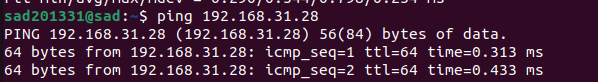 sad201331@sad:~$ ping 192.168.31.28
PING 192.168.31.28 (192.168.31.28) 56(84) bytes of data.
64 bytes from 192.168.31.28: icmp_seq=1 ttl=64 time=0.313 ms
64 bytes from 192.168.31.28: icmp_seq=2 ttl=64 time=0.433 ms